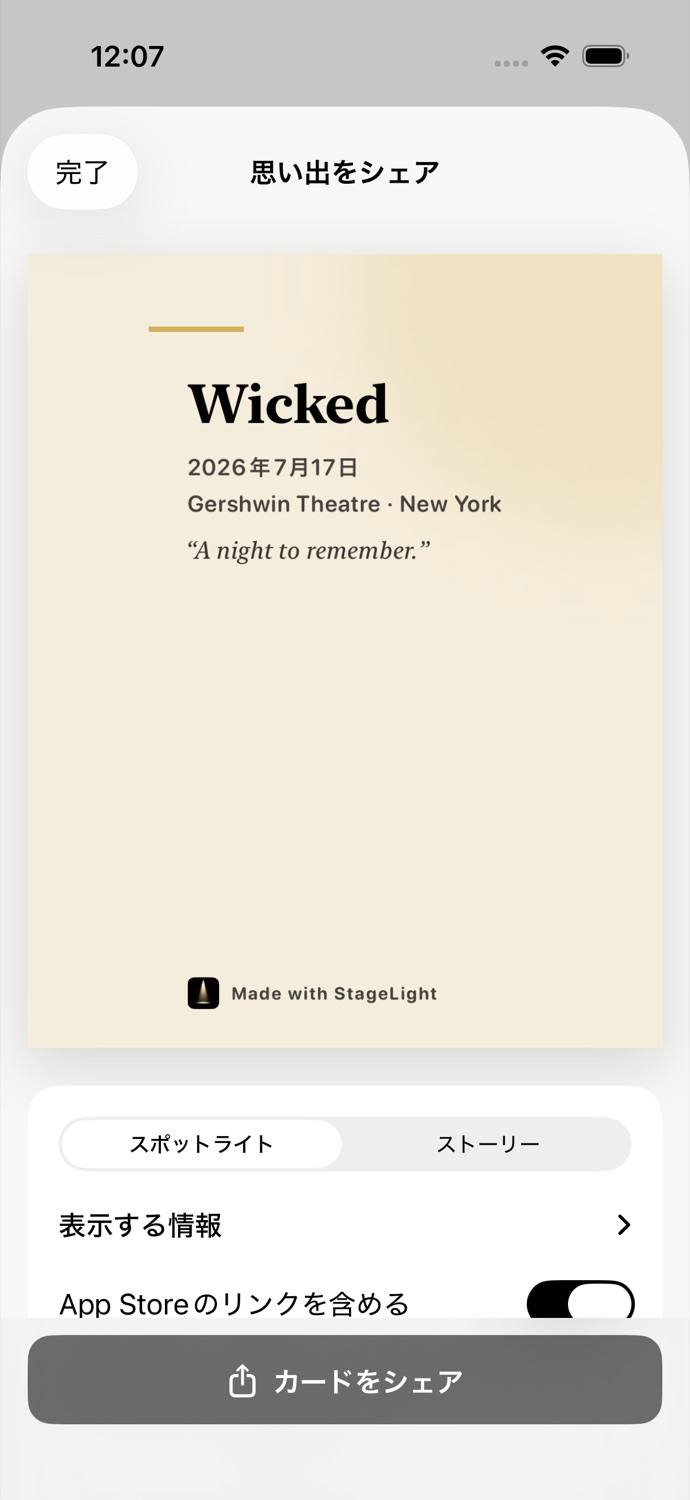 12:07
完了
思い出をシェア
Wicked
2026年7月17日
Gershwin Theatre · New York
“A night to remember.”
Made with StageLight
スポットライト
ストーリー
表示する情報
App Storeのリンクを含める
カードをシェア